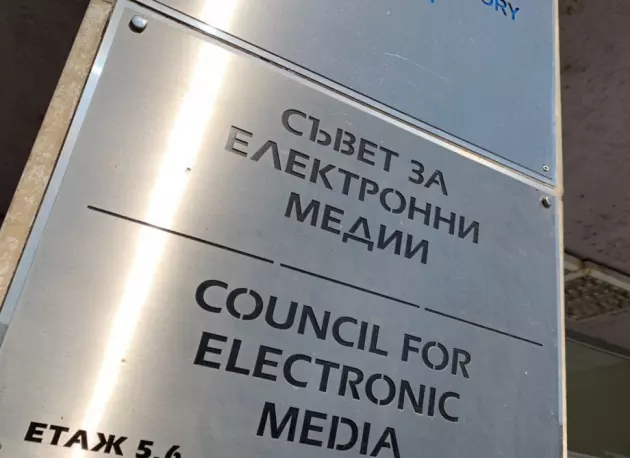 СЪВЕТ ЗА
ЕЛЕКТРОННИ
МЕДИИ
COUNCIL FOR
ELECTRONIC
MEDIA
ЕТАЖ 5,6